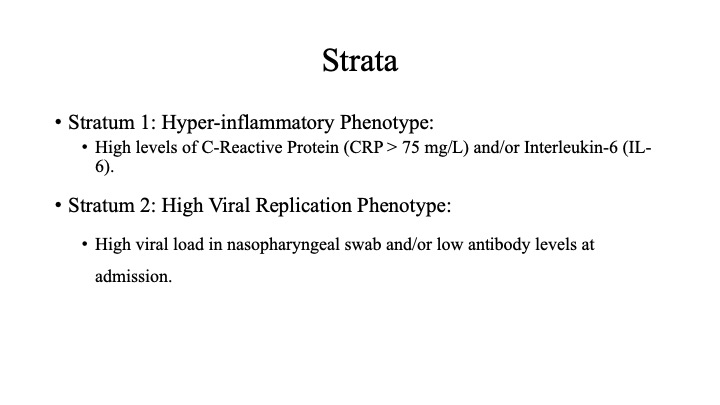 Strata
• Stratum 1: Hyper-inflammatory Phenotype:
• High levels of C-Reactive Protein (CRP > 75 mg/L) and/or Interleukin-6 (IL-
6).
• Stratum 2: High Viral Replication Phenotype:
• High viral load in nasopharyngeal swab and/or low antibody levels at
admission.